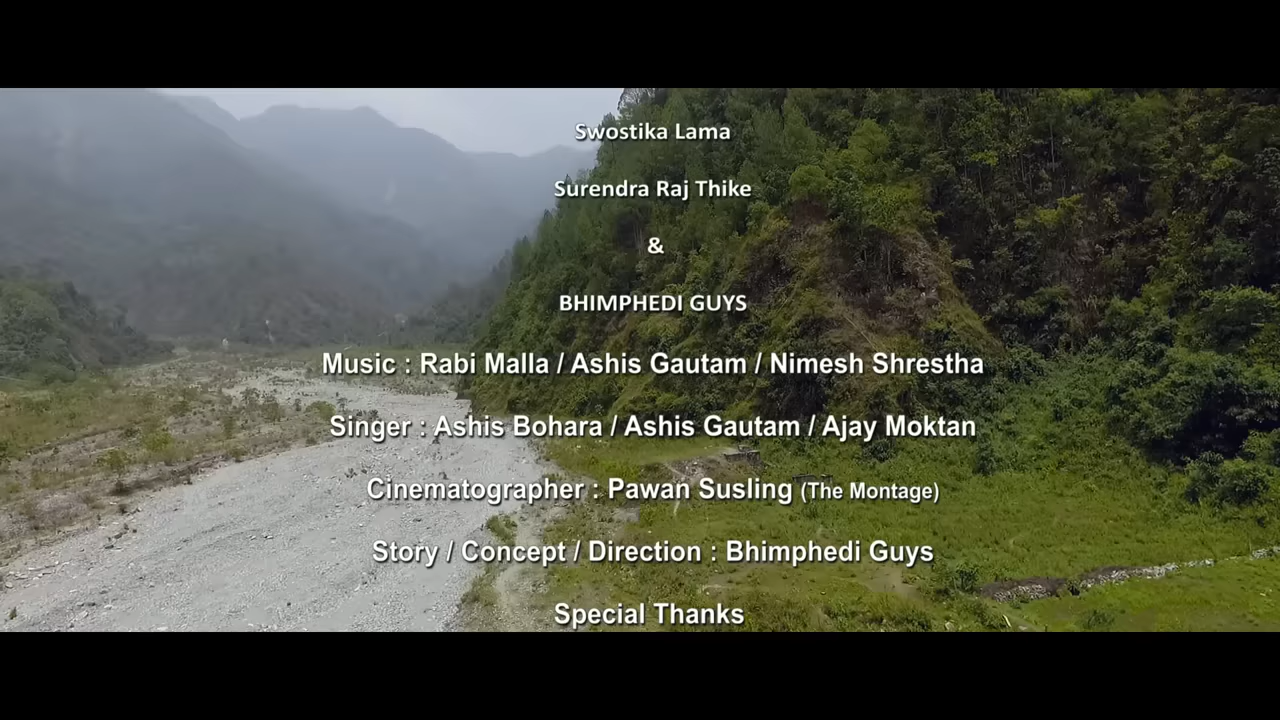 Swostika Lama
Surendra Raj Thike
&
BHIMPHEDI GUYS
Music : Rabi Malla / Ashis Gautam / Nimesh Shrestha
Singer : Ashis Bohara / Ashis Gautam / Ajay Moktan
Cinematographer : Pawan Susling (The Montage)
Story / Concept / Direction : Bhimphedi Guys
Special Thanks